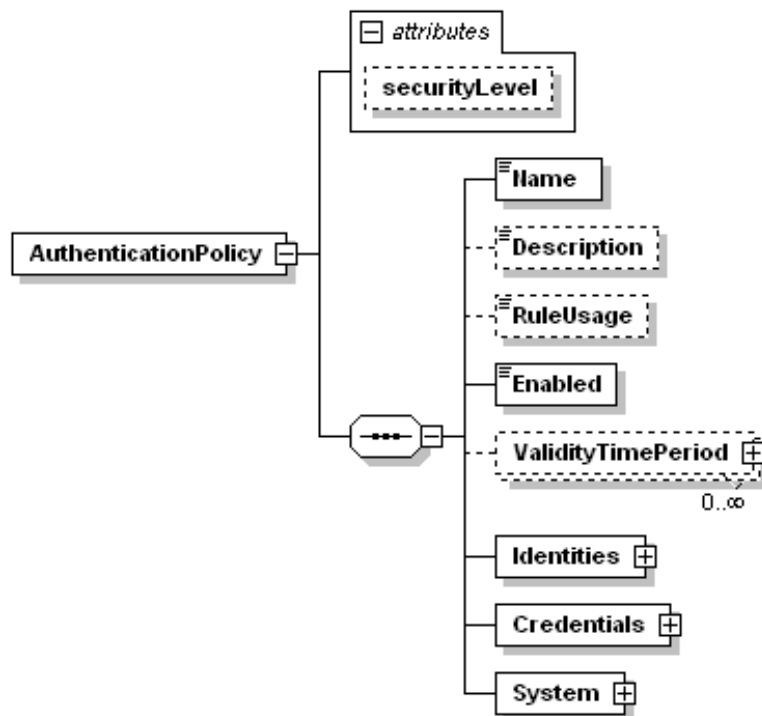 attributes
securityLevel
AuthenticationPolicy
Name
Description
RuleUsage
Enabled
ValidityTimePeriod
0..∞
Identities
Credentials
System